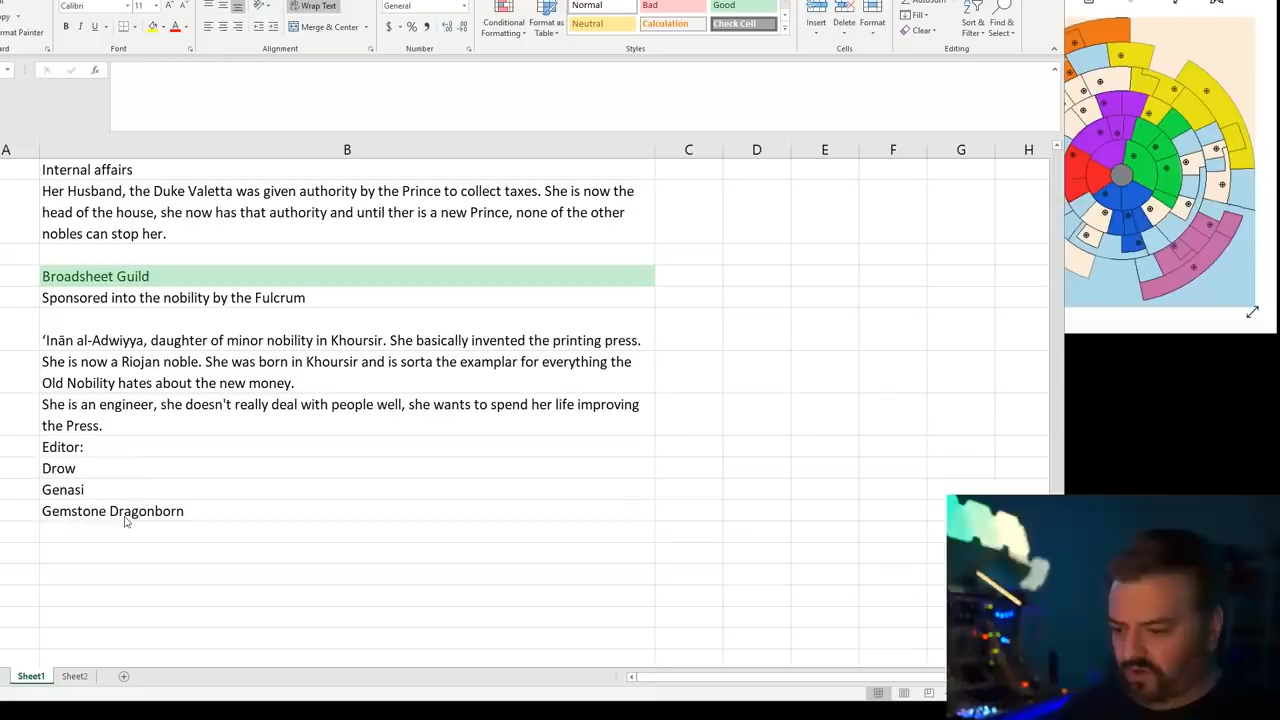 Wrap Text
Format Painter
B I U
Calibri
11
Merge & Center
General
$ % 9
Conditional Formatting
Format as Table
Normal
Bad
Good
Neutral
Calculation
Check Cell
Insert
Delete
Format
Fill
Clear
Sort & Filter
Find & Select
Font
Alignment
Number
Styles
Cells
Editing
fx
A B C D E F G H
Internal affairs
Her Husband, the Duke Valetta was given authority by the Prince to collect taxes. She is now the
head of the house, she now has that authority and until ther is a new Prince, none of the other
nobles can stop her.
Broadsheet Guild
Sponsored into the nobility by the Fulcrum
‘Inān al-Adwiyya, daughter of minor nobility in Khoursir. She basically invented the printing press.
She is now a Riojan noble. She was born in Khoursir and is sorta the examplar for everything the
Old Nobility hates about the new money.
She is an engineer, she doesn't really deal with people well, she wants to spend her life improving
the Press.
Editor:
Drow
Genasi
Gemstone Dragonborn
Sheet1
Sheet2